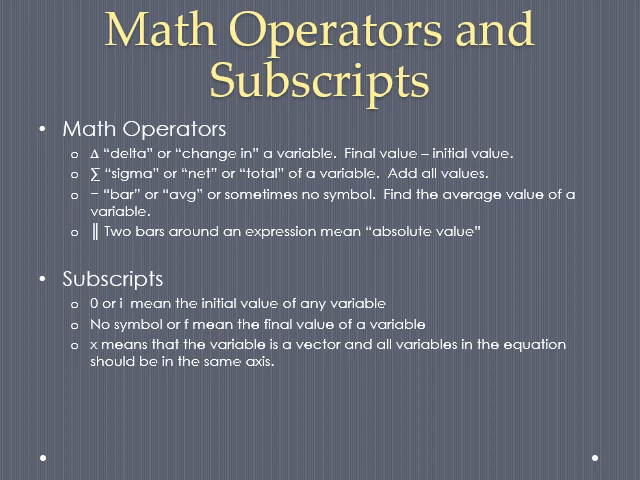 Math Operators and
Subscripts
• Math Operators
o Δ “delta” or “change in” a variable.  Final value – initial value.
o ∑ “sigma” or “net” or “total” of a variable.  Add all values.
o − “bar” or “avg” or sometimes no symbol.  Find the average value of a
variable.
o ‖ Two bars around an expression mean “absolute value”
• Subscripts
o 0 or i  mean the initial value of any variable
o No symbol or f mean the final value of a variable
o x means that the variable is a vector and all variables in the equation
should be in the same axis.